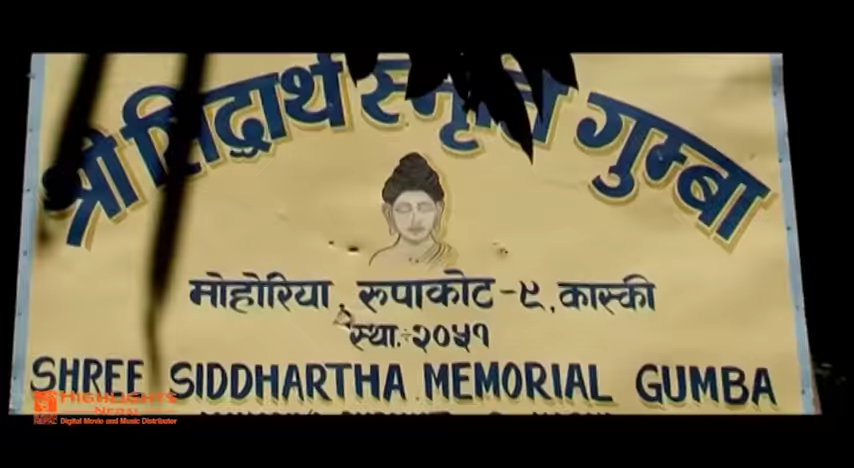 श्री सिद्धार्थ स्मृति गुम्बा
मोहोरिया, रुपाकोट-९, कास्की
स्था.÷२०५१
SHREE SIDDHARTHA MEMORIAL GUMBA
HIGHLIGHTS
NEPAL
Digital Movie and Music Distributor